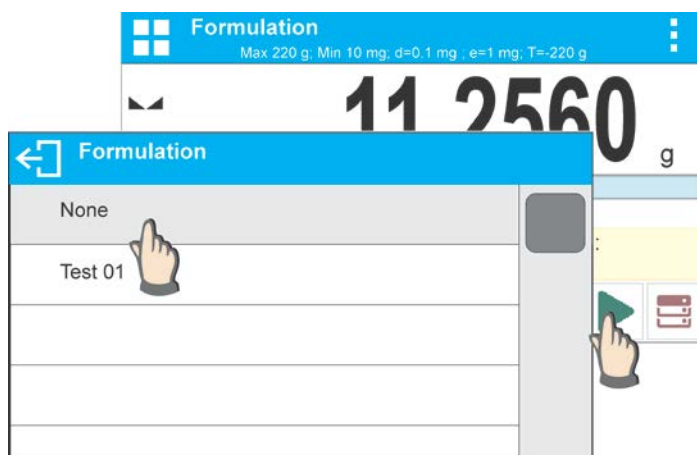 Formulation
Max 220 g; Min 10 mg; d=0.1 mg ; e=1 mg; T=-220 g
11.2560
g
Formulation
None
Test 01
: